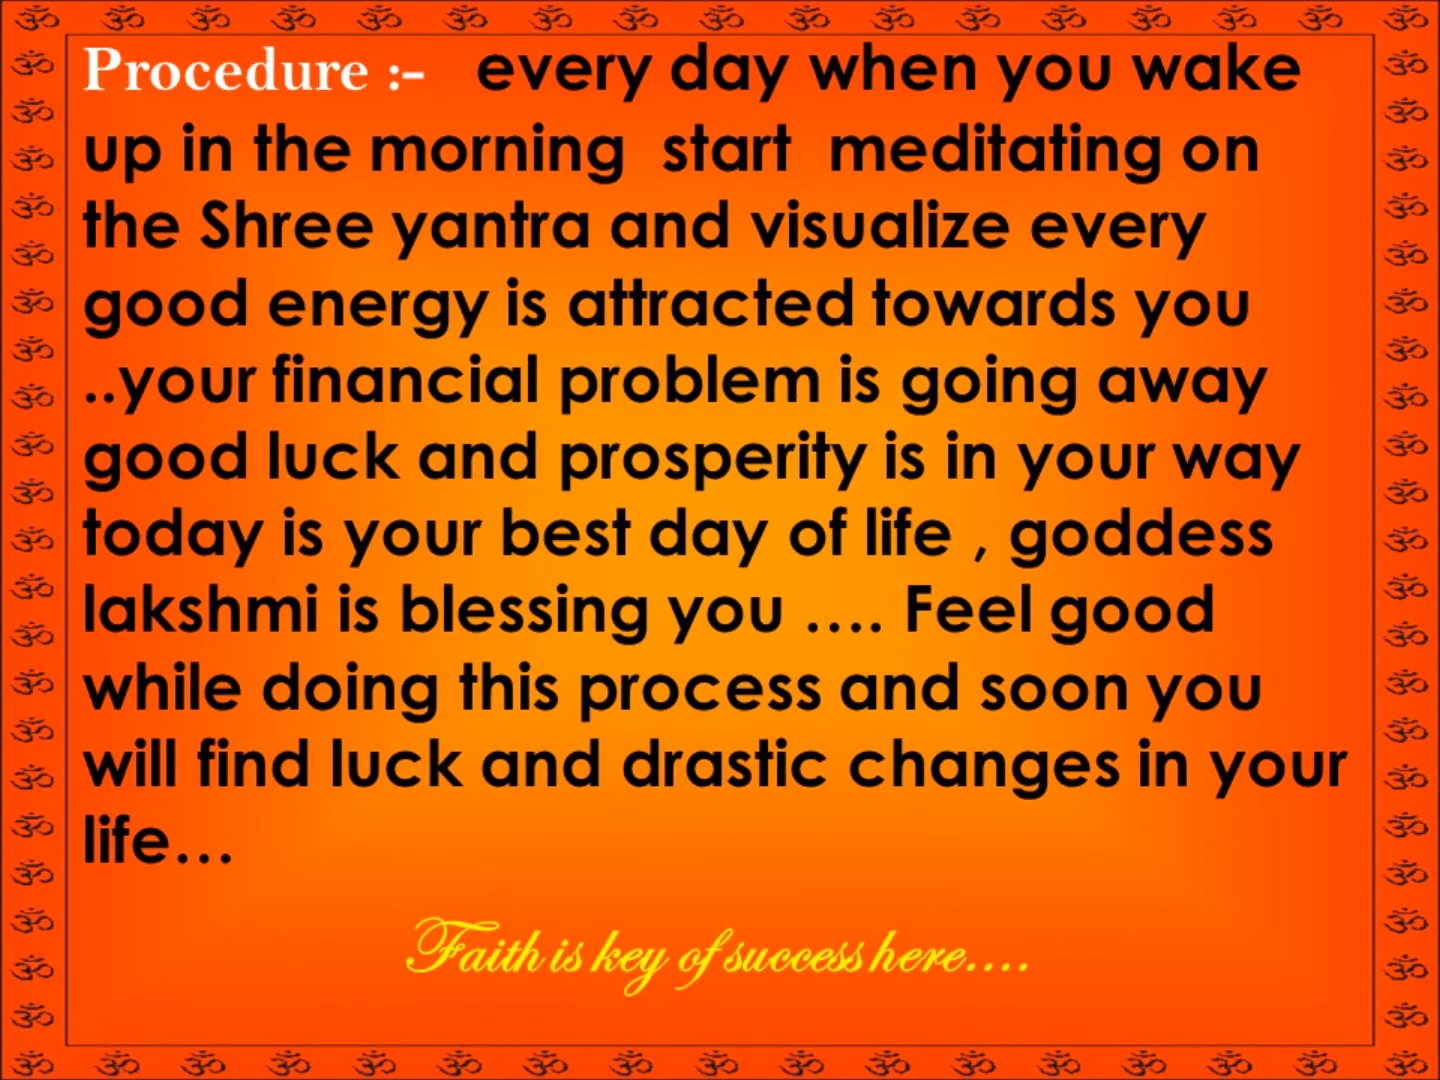 Procedure :- every day when you wake
up in the morning start meditating on
the Shree yantra and visualize every
good energy is attracted towards you
..your financial problem is going away
good luck and prosperity is in your way
today is your best day of life , goddess
lakshmi is blessing you .... Feel good
while doing this process and soon you
will find luck and drastic changes in your
life...
Faith is key of success here....